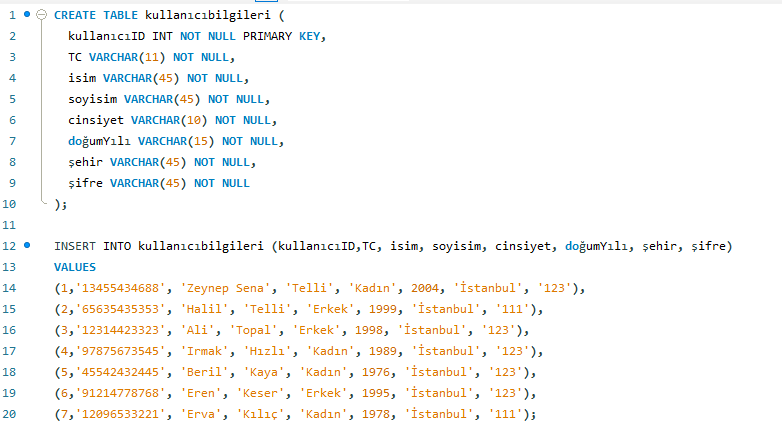 1 CREATE TABLE kullanıcıbilgileri (
2 kullanıcıID INT NOT NULL PRIMARY KEY,
3 TC VARCHAR(11) NOT NULL,
4 isim VARCHAR(45) NOT NULL,
5 soyisim VARCHAR(45) NOT NULL,
6 cinsiyet VARCHAR(10) NOT NULL,
7 doğumYılı VARCHAR(15) NOT NULL,
8 şehir VARCHAR(45) NOT NULL,
9 şifre VARCHAR(45) NOT NULL
10 );
11
12 INSERT INTO kullanıcıbilgileri (kullanıcıID,TC, isim, soyisim, cinsiyet, doğumYılı, şehir, şifre)
13 VALUES
14 (1,'13455434688', 'Zeynep Sena', 'Telli', 'Kadın', 2004, 'İstanbul', '123'),
15 (2,'65635435353', 'Halil', 'Telli', 'Erkek', 1999, 'İstanbul', '111'),
16 (3,'12314423323', 'Ali', 'Topal', 'Erkek', 1998, 'İstanbul', '123'),
17 (4,'97875673545', 'Irmak', 'Hızlı', 'Kadın', 1989, 'İstanbul', '123'),
18 (5,'45542432445', 'Beril', 'Kaya', 'Kadın', 1976, 'İstanbul', '123'),
19 (6,'91214778768', 'Eren', 'Keser', 'Erkek', 1995, 'İstanbul', '123'),
20 (7,'12096533221', 'Erva', 'Kılıç', 'Kadın', 1978, 'İstanbul', '111');